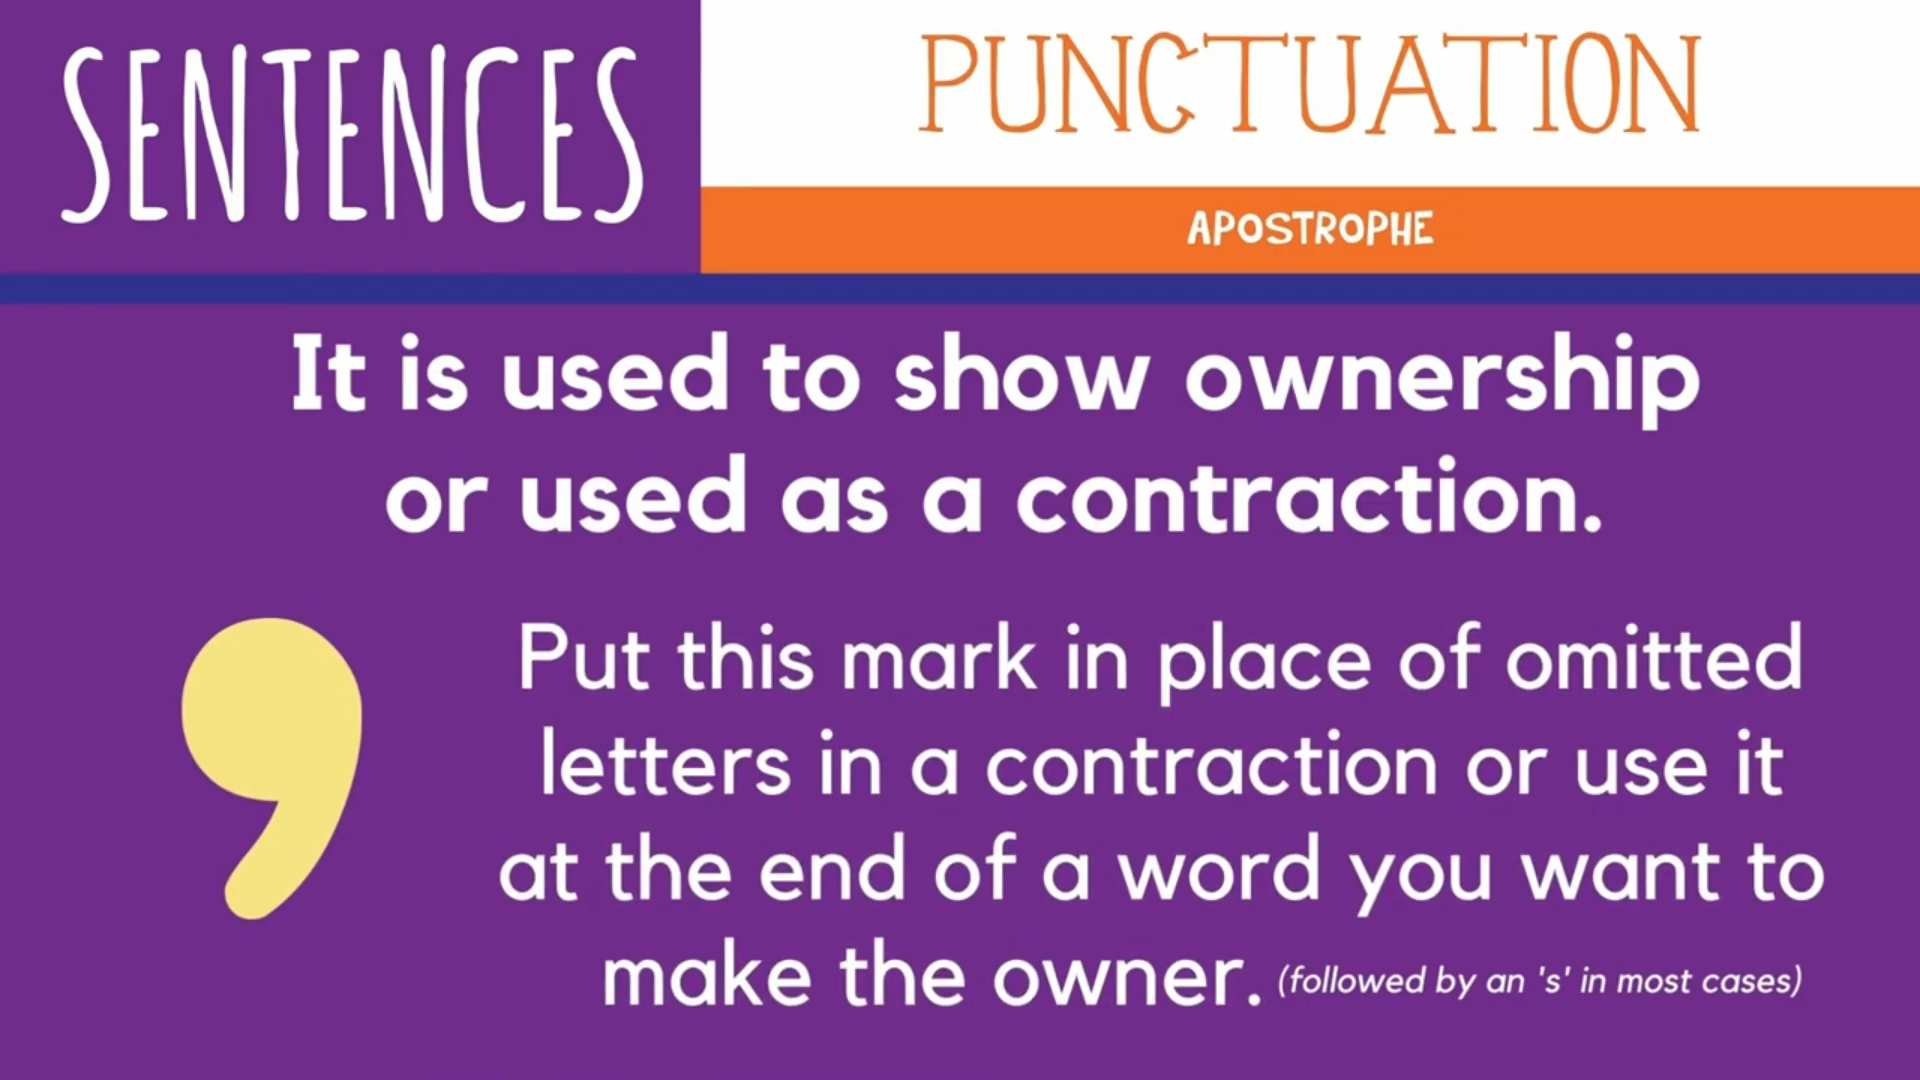 SENTENCES
PUNCTUATION
APOSTROPHE
It is used to show ownership
or used as a contraction.
,
Put this mark in place of omitted
letters in a contraction or use it
at the end of a word you want to
make the owner. (followed by an 's' in most cases)